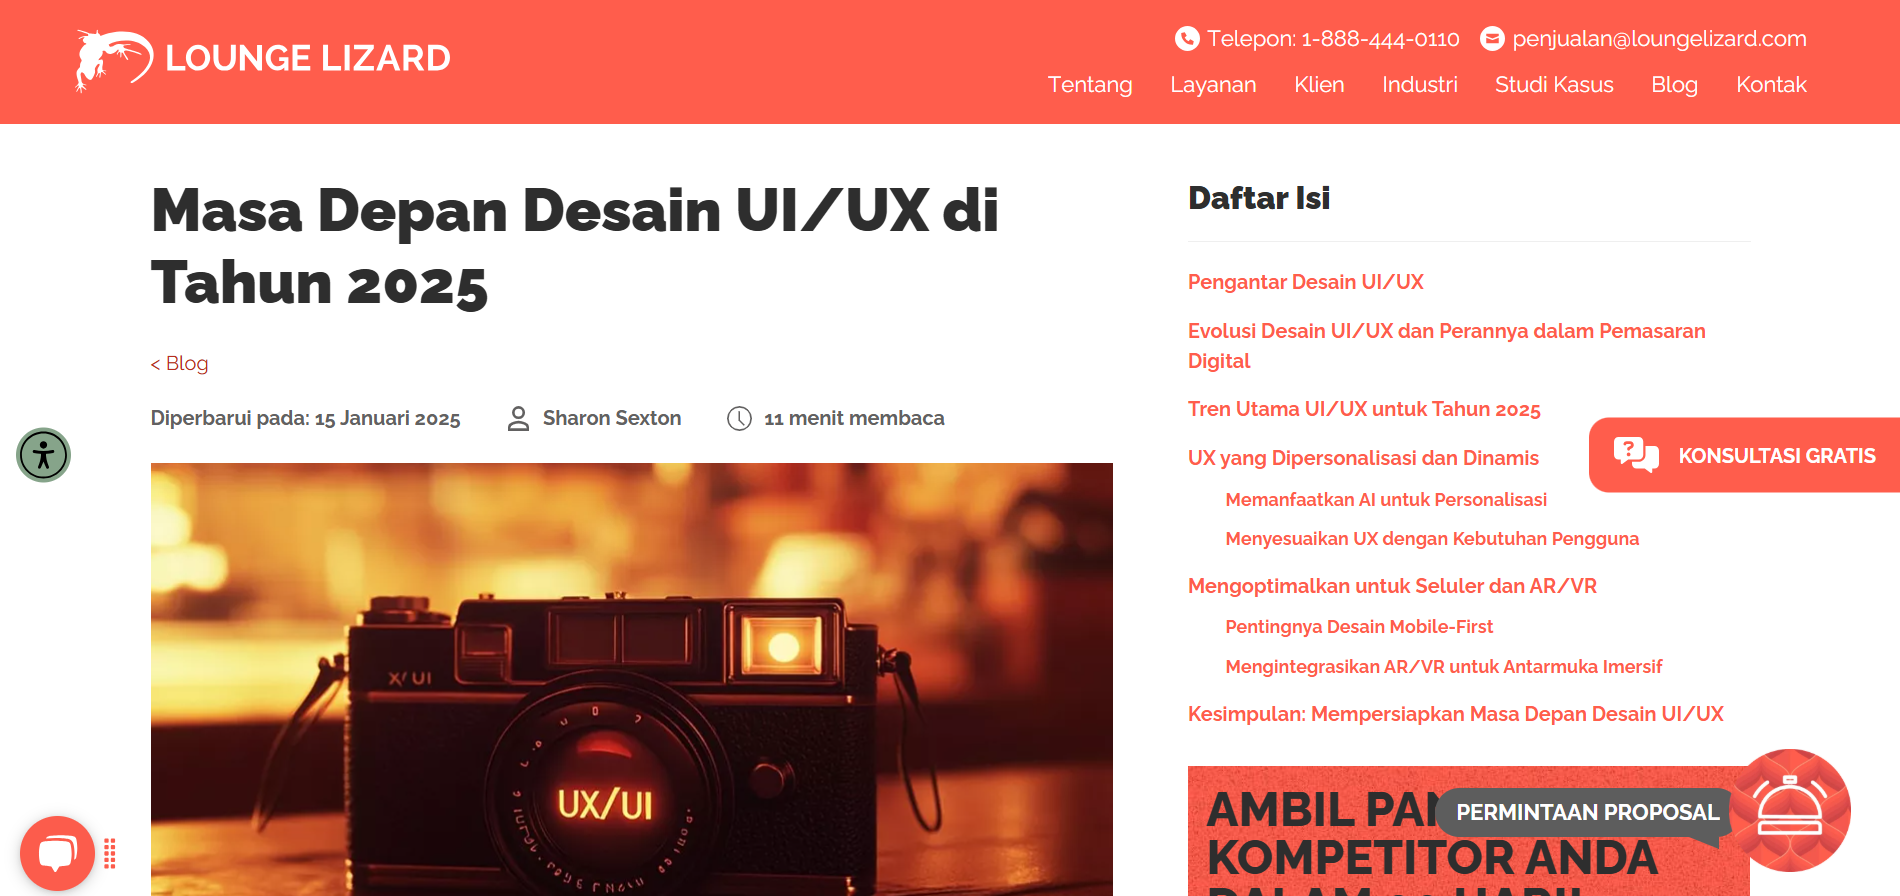 LOUNGE LIZARD
Telepon: 1-888-444-0110
penjualan@loungelizard.com
Tentang
Layanan
Klien
Industri
Studi Kasus
Blog
Kontak
Masa Depan Desain UI/UX di
Tahun 2025
< Blog
Diperbarui pada: 15 Januari 2025
Sharon Sexton
11 menit membaca
X/UI
UX/UI
Daftar Isi
Pengantar Desain UI/UX
Evolusi Desain UI/UX dan Perannya dalam Pemasaran
Digital
Tren Utama UI/UX untuk Tahun 2025
UX yang Dipersonalisasi dan Dinamis
Memanfaatkan AI untuk Personalisasi
Menyesuaikan UX dengan Kebutuhan Pengguna
Mengoptimalkan untuk Seluler dan AR/VR
Pentingnya Desain Mobile-First
Mengintegrasikan AR/VR untuk Antarmuka Imersif
Kesimpulan: Mempersiapkan Masa Depan Desain UI/UX
KONSULTASI GRATIS
AMBIL
PERMINTAAN PROPOSAL
KOMPETITOR ANDA